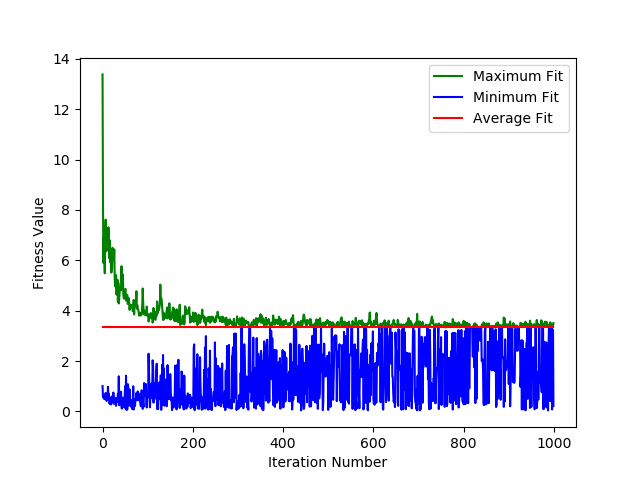 14
12
10
8
6
4
2
0
Fitness Value
Maximum Fit
Minimum Fit
Average Fit
0 200 400 600 800 1000
Iteration Number